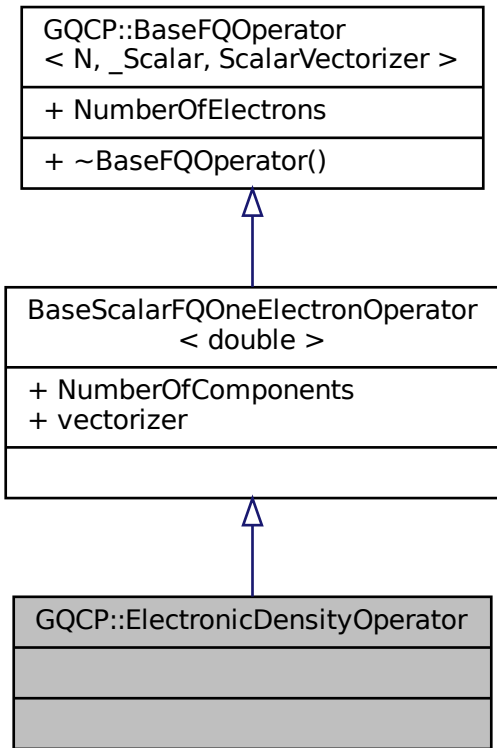 GQCP::BaseFQOperator
< N, _Scalar, ScalarVectorizer >
+ NumberOfElectrons
+ ~BaseFQOperator()
BaseScalarFQOneElectronOperator
< double >
+ NumberOfComponents
+ vectorizer
GQCP::ElectronicDensityOperator